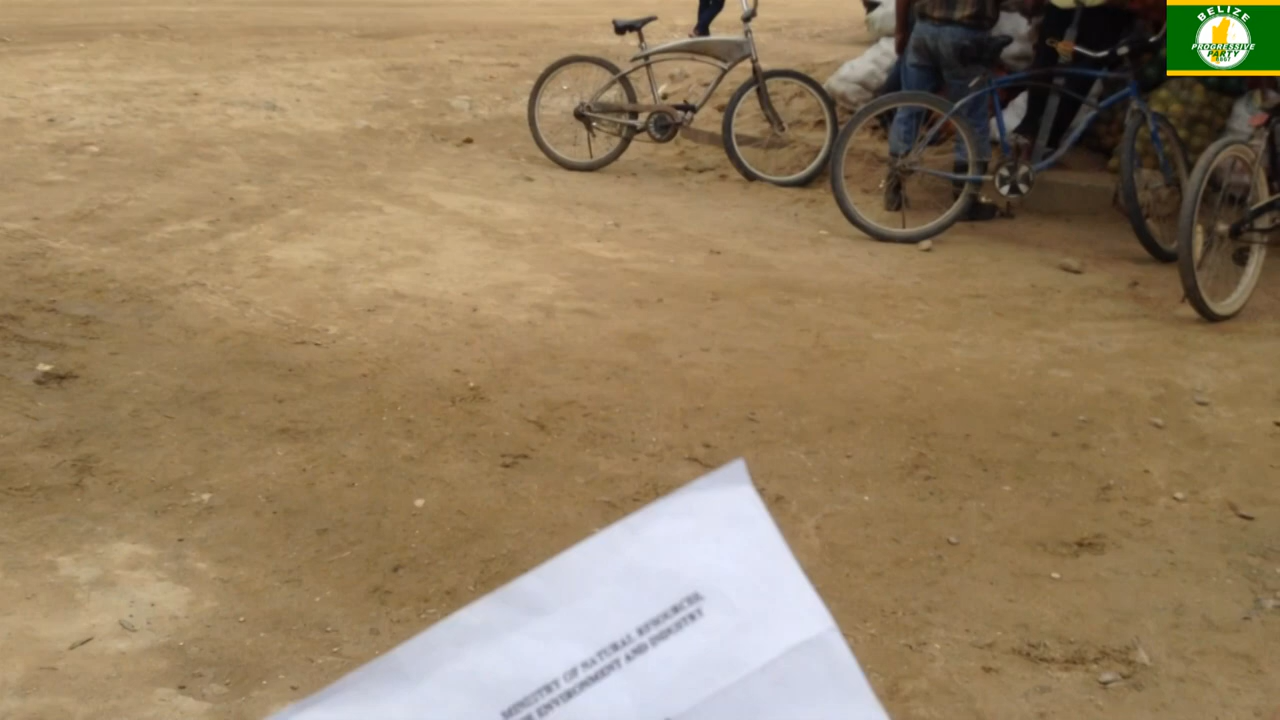 BELIZE
PROGRESSIVE
PARTY
MINISTRY OF NATURAL RESOURCES,
ENVIRONMENT AND INDUSTRY